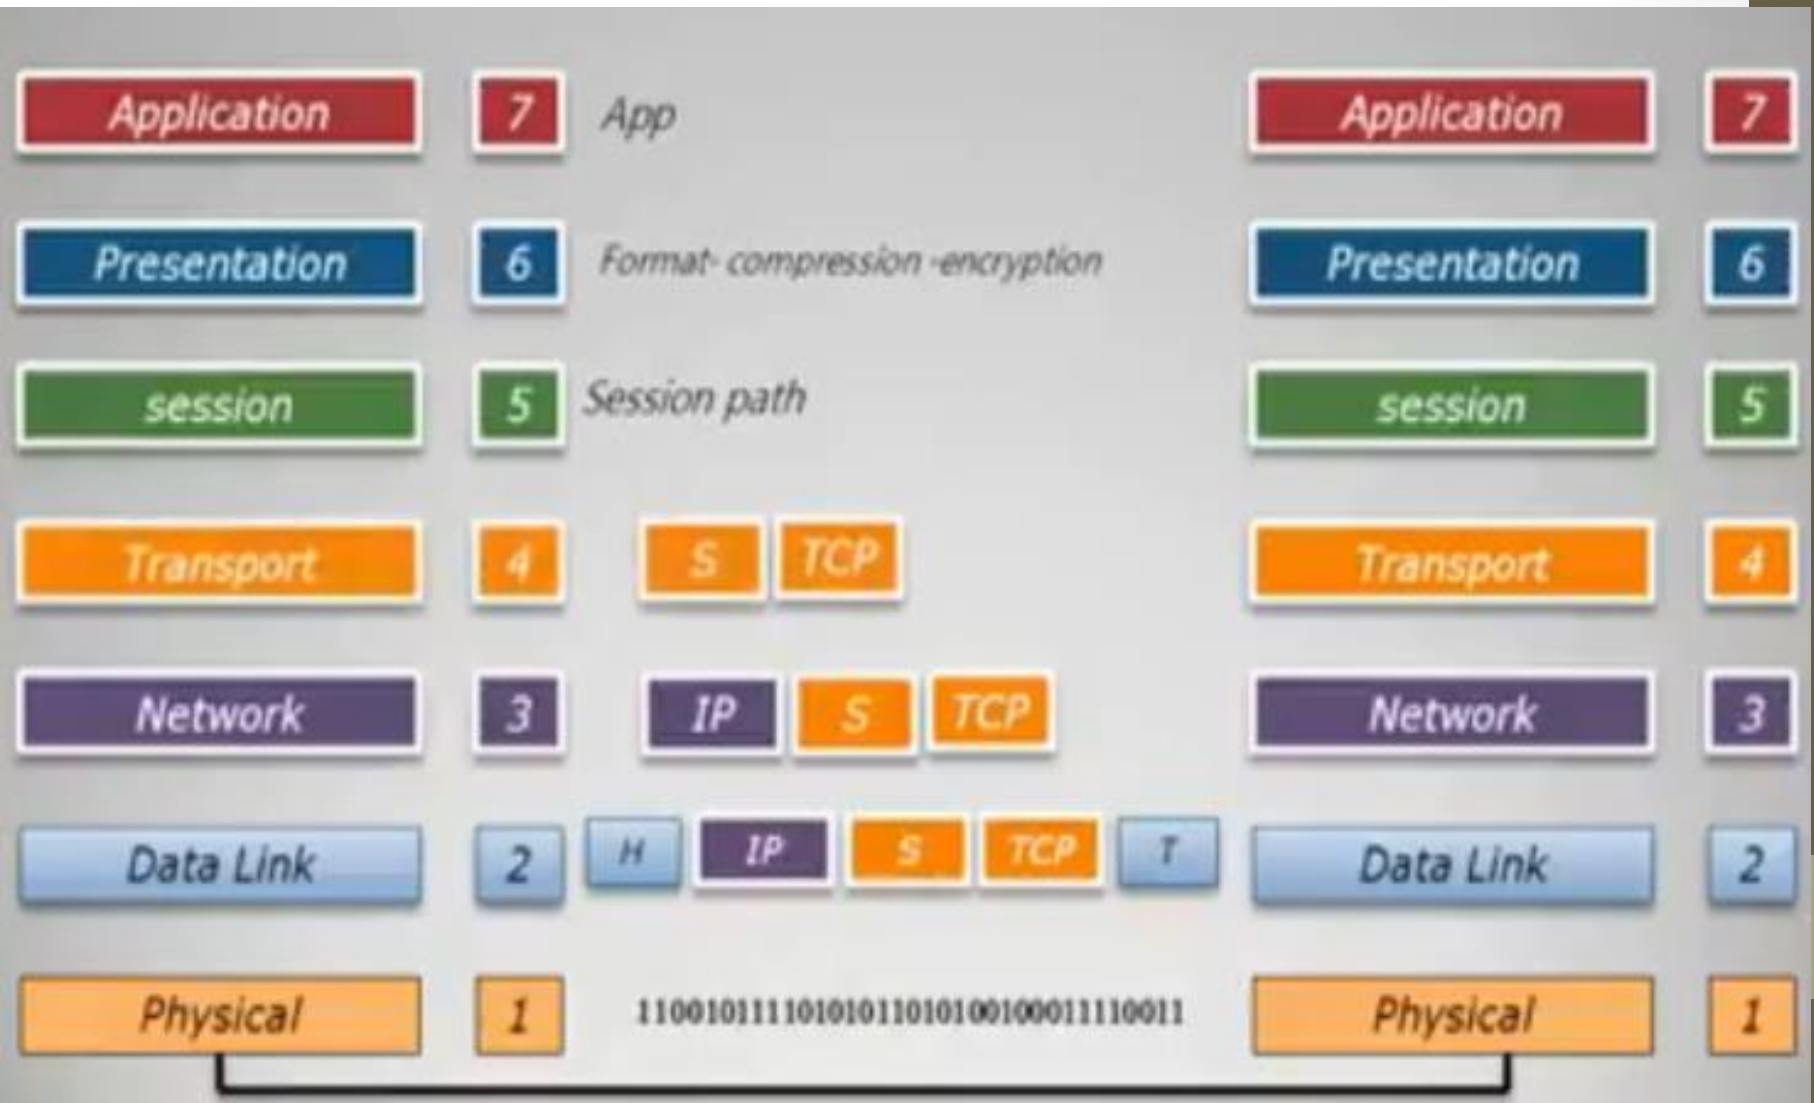 Application 7 App Application 7
Presentation 6 Format- compression -encryption Presentation 6
session 5 Session path session 5
Transport 4 S TCP Transport 4
Network 3 IP S TCP Network 3
Data Link 2 H IP S TCP T Data Link 2
Physical 1 11001011110101011010100100011110011 Physical 1